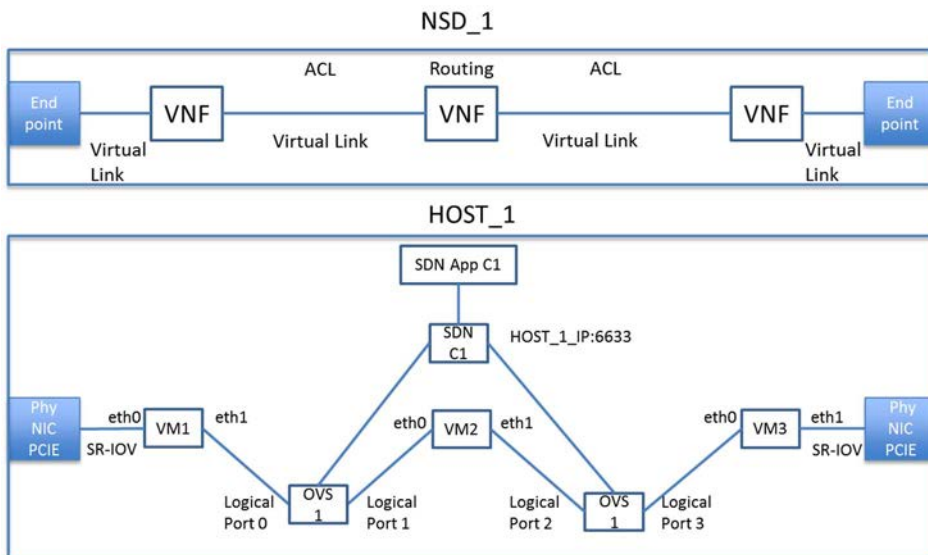 NSD_1
ACL
Routing
ACL
End
point
VNF
VNF
VNF
End
point
Virtual
Link
Virtual Link
Virtual Link
Virtual
Link
HOST_1
SDN App C1
SDN
C1
HOST_1_IP:6633
Phy
NIC
PCIE
eth0
SR-IOV
VM1
eth1
eth0
VM2
eth1
eth0
VM3
eth1
SR-IOV
Phy
NIC
PCIE
Logical
Port 0
OVS
1
Logical
Port 1
Logical
Port 2
OVS
1
Logical
Port 3